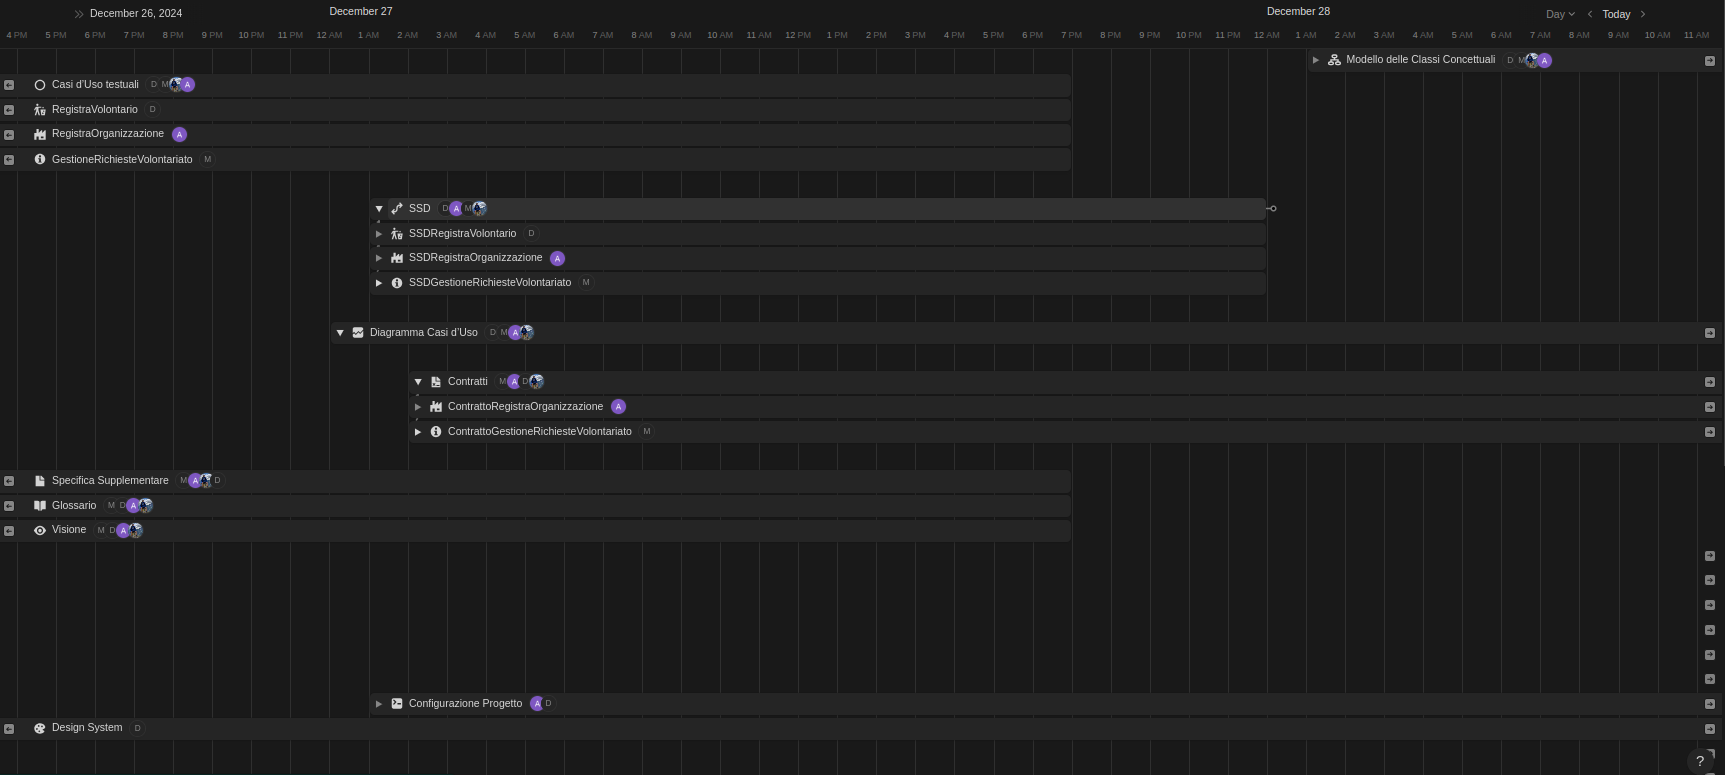 December 26, 2024 December 27 December 28 Day Today
4 PM 5 PM 6 PM 7 PM 8 PM 9 PM 10 PM 11 PM 12 AM 1 AM 2 AM 3 AM 4 AM 5 AM 6 AM 7 AM 8 AM 9 AM 10 AM 11 AM 12 PM 1 PM 2 PM 3 PM 4 PM 5 PM 6 PM 7 PM 8 PM 9 PM 10 PM 11 PM 12 AM 1 AM 2 AM 3 AM 4 AM 5 AM 6 AM 7 AM 8 AM 9 AM 10 AM 11 AM
Modello delle Classi Concettuali D M A
Casi d'Uso testuali D M A
RegistraVolontario D
RegistraOrganizzazione A
GestioneRichiesteVolontariato M
SSD D A M
SSDRegistraVolontario D
SSDRegistraOrganizzazione A
SSDGestioneRichiesteVolontariato M
Diagramma Casi d'Uso D M A
Contratti M A D
ContrattoRegistraOrganizzazione A
ContrattoGestioneRichiesteVolontariato M
Specifica Supplementare M A D
Glossario M D A
Visione M D A
Configurazione Progetto A D
Design System D
?